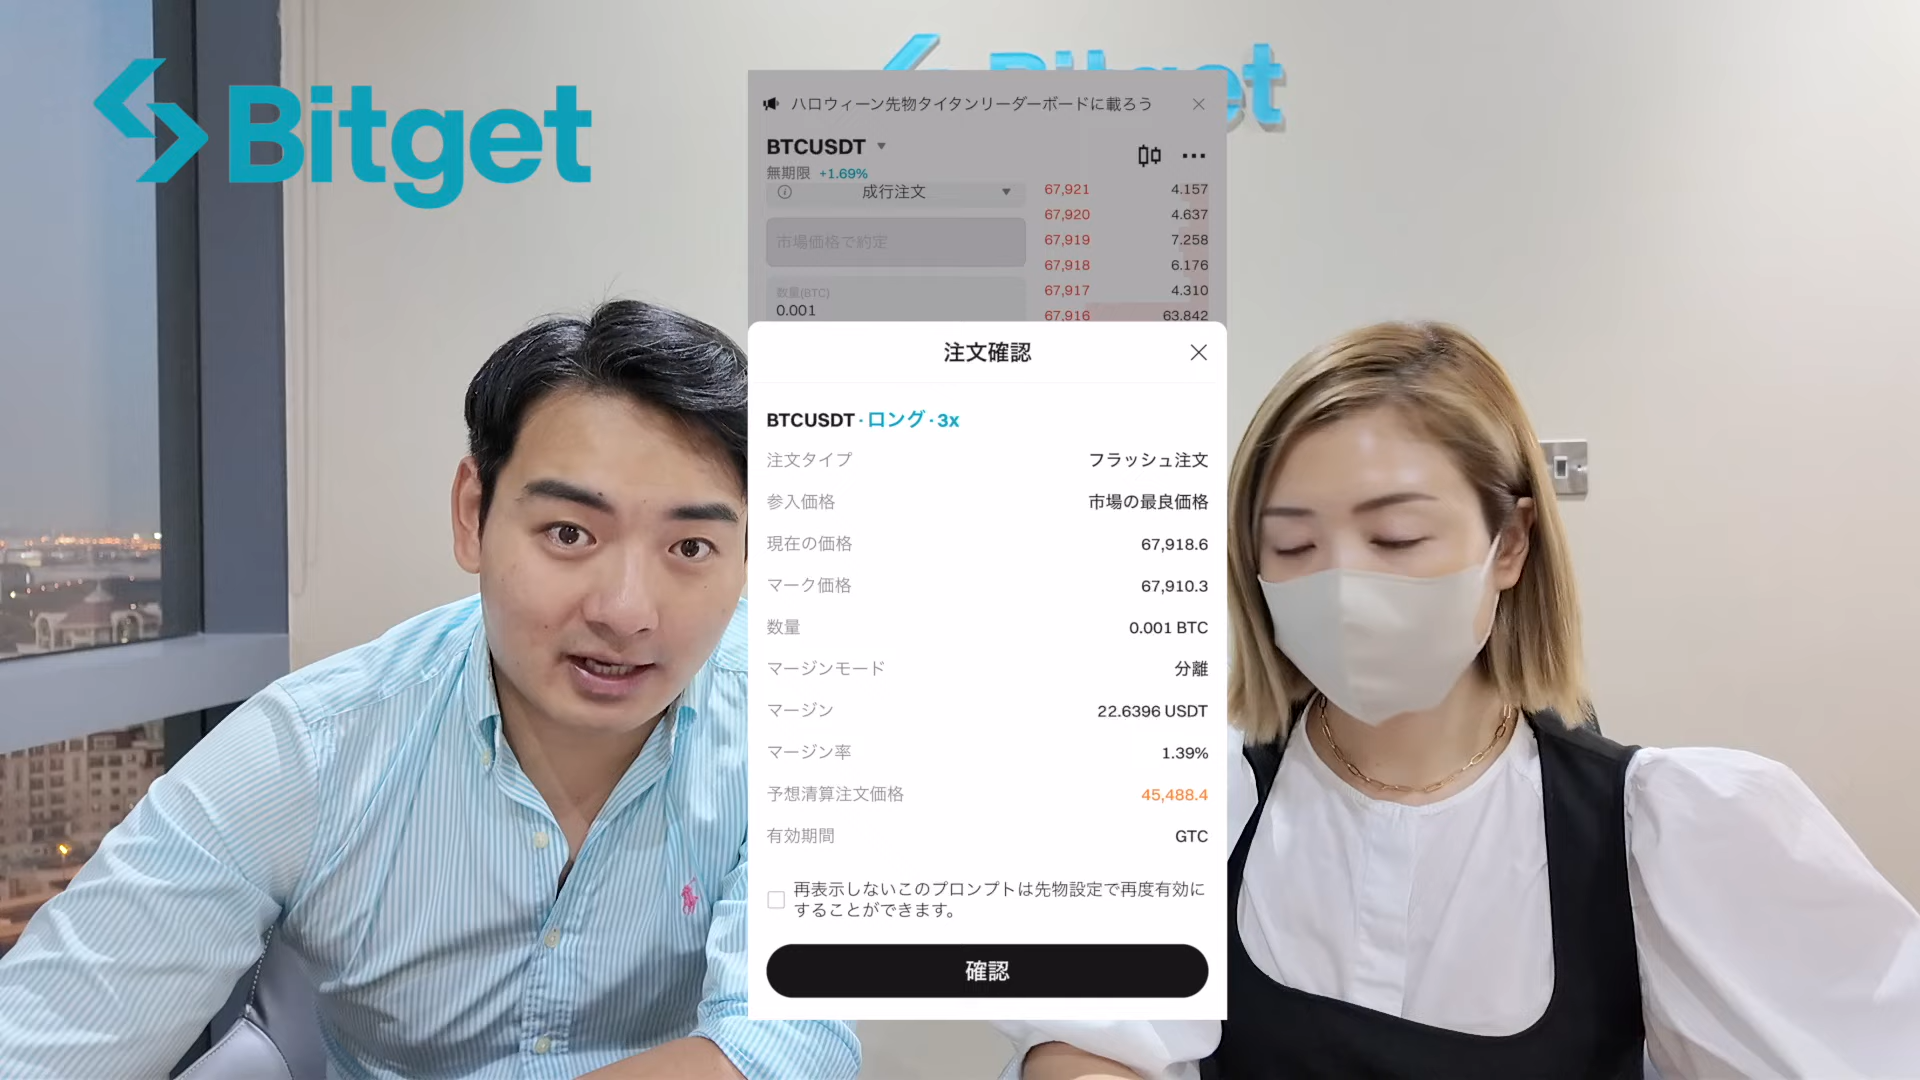 Bitget
Bitget
ハロウィーン先物タイタンリーダーボードに載ろう
BTCUSDT
無期限 +1.69%
成行注文
市場価格で約定
数量(BTC)
0.001
67,921 4.157
67,920 4.637
67,919 7.258
67,918 6.176
67,917 4.310
67,916 63.842
注文確認
BTCUSDT · ロング · 3x
注文タイプ フラッシュ注文
参入価格 市場の最良価格
現在の価格 67,918.6
マーク価格 67,910.3
数量 0.001 BTC
マージンモード 分離
マージン 22.6396 USDT
マージン率 1.39%
予想清算注文価格 45,488.4
有効期間 GTC
再表示しないこのプロンプトは先物設定で再度有効に
することができます。
確認